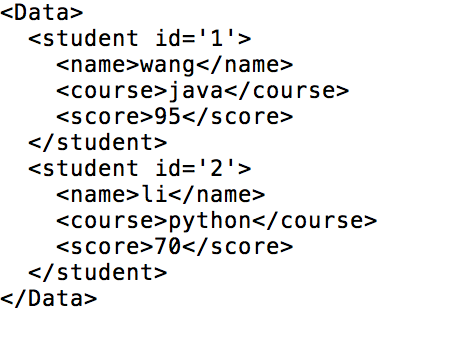 <Data>
  <student id='1'>
    <name>wang</name>
    <course>java</course>
    <score>95</score>
  </student>
  <student id='2'>
    <name>li</name>
    <course>python</course>
    <score>70</score>
  </student>
</Data>